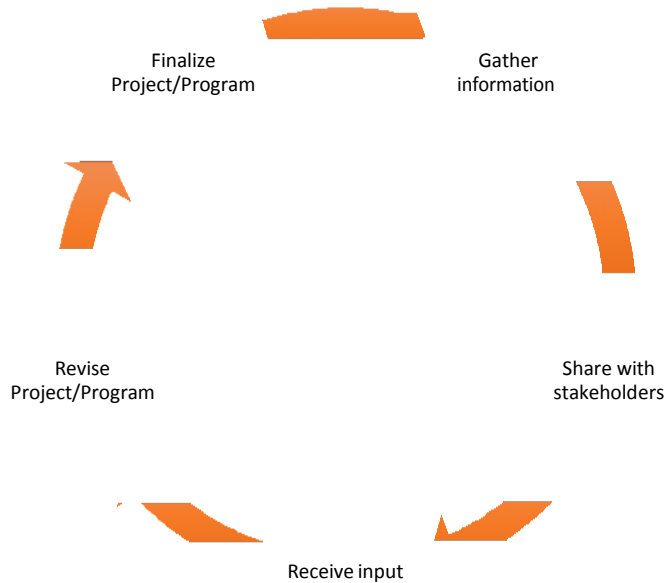 Finalize
Project/Program
Gather
information
Share with
stakeholders
Receive input
Revise
Project/Program